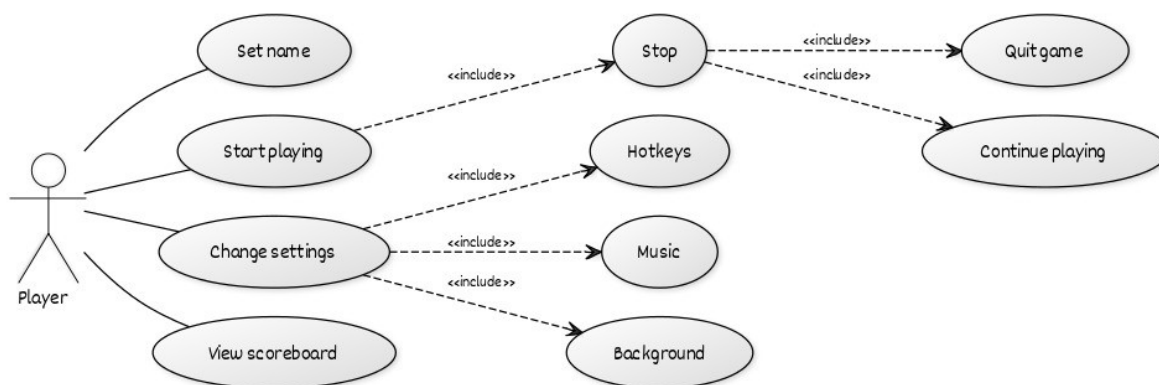 Set name
Stop
<<include>>
Quit game
<<include>>
<<include>>
Start playing
Hotkeys
Continue playing
<<include>>
Player
Change settings
<<include>>
Music
<<include>>
View scoreboard
Background